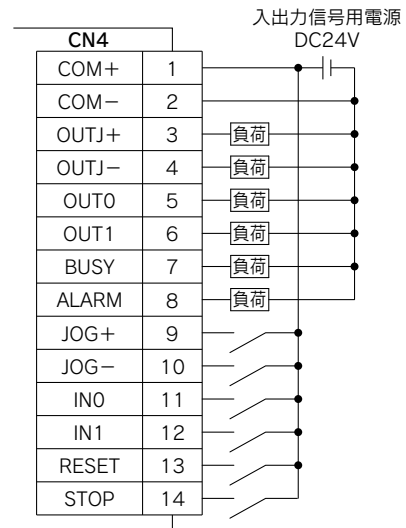 入出力信号用電源
DC24V
CN4
COM+ 1
COM− 2
OUTJ+ 3 負荷
OUTJ− 4 負荷
OUT0 5 負荷
OUT1 6 負荷
BUSY 7 負荷
ALARM 8 負荷
JOG+ 9
JOG− 10
IN0 11
IN1 12
RESET 13
STOP 14